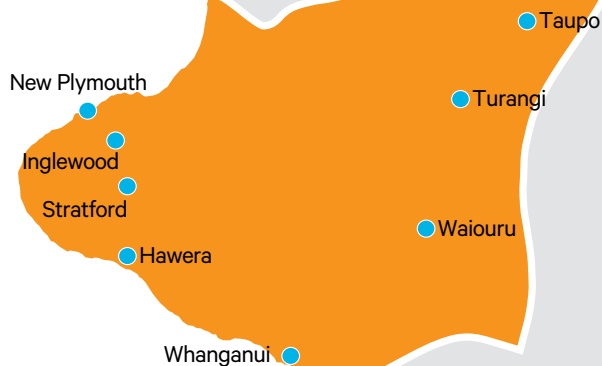 Taupo
New Plymouth
Turangi
Inglewood
Stratford
Waiouru
Hawera
Whanganui